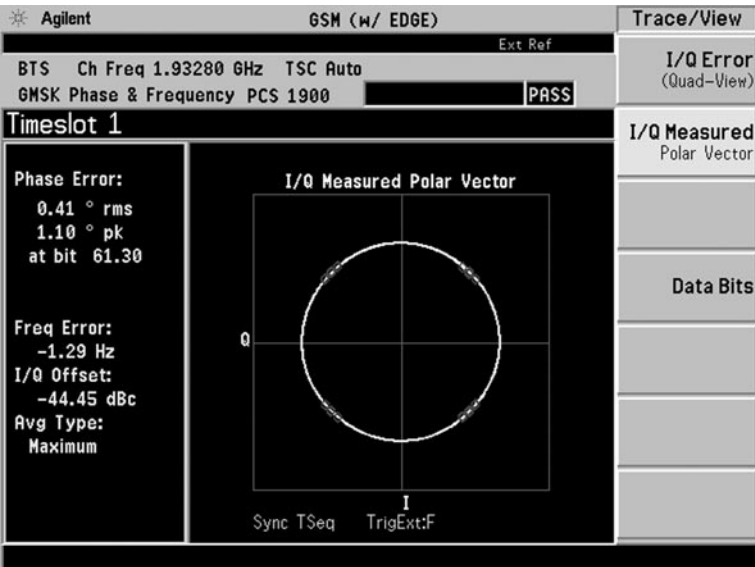 Agilent
GSM (w/ EDGE)
Trace/View
Ext Ref
BTS Ch Freq 1.93280 GHz TSC Auto
GMSK Phase & Frequency PCS 1900
PASS
Timeslot 1
Phase Error:
0.41 ° rms
1.10 ° pk
at bit 61.30
Freq Error:
-1.29 Hz
I/Q Offset:
-44.45 dBc
Avg Type:
Maximum
I/Q Measured Polar Vector
Q
I
Sync TSeq TrigExt:F
I/Q Error
(Quad-View)
I/Q Measured
Polar Vector
Data Bits